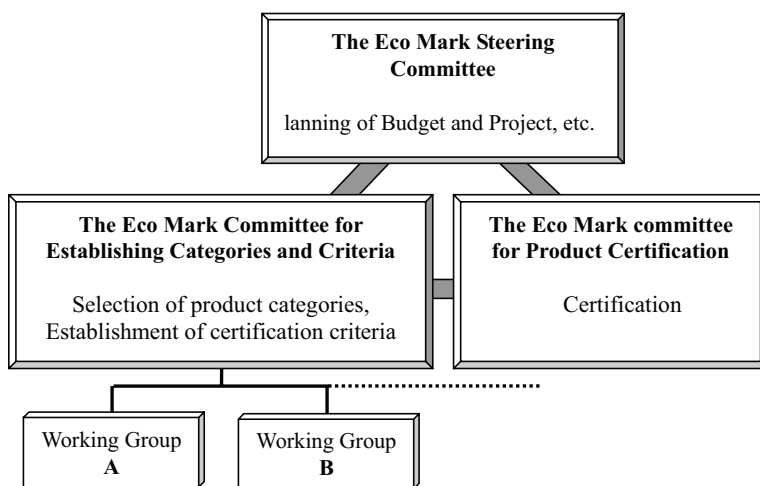 The Eco Mark Steering
Committee
lanning of Budget and Project, etc.
The Eco Mark Committee for
Establishing Categories and Criteria
Selection of product categories,
Establishment of certification criteria
The Eco Mark committee
for Product Certification
Certification
Working Group
A
Working Group
B